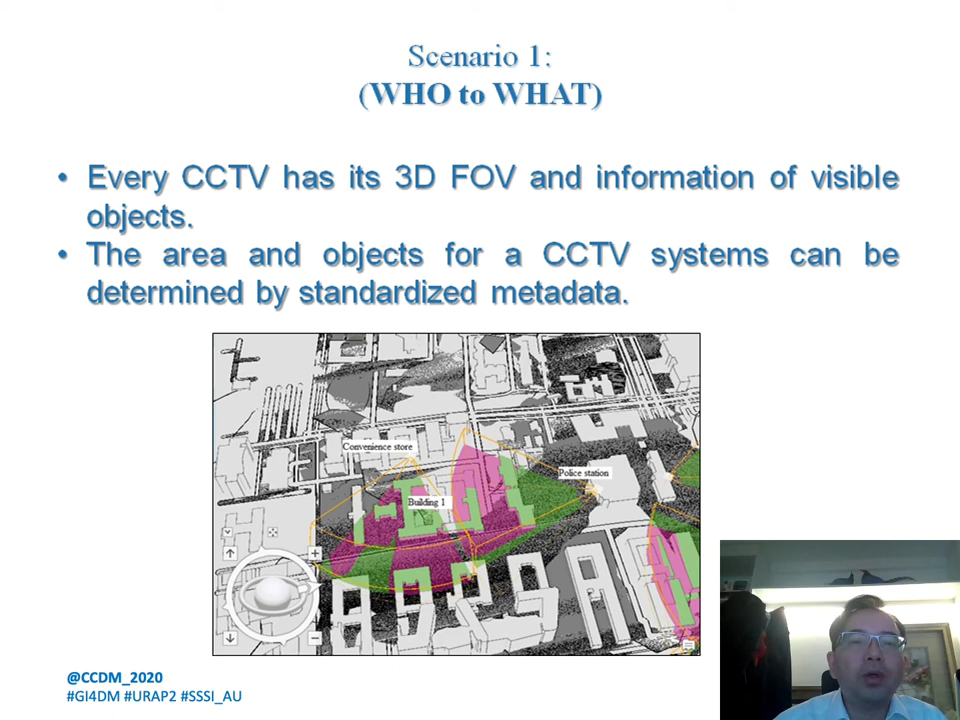 Scenario 1:
(WHO to WHAT)
• Every CCTV has its 3D FOV and information of visible
objects.
• The area and objects for a CCTV systems can be
determined by standardized metadata.
Convenience store
Police station
Building 1
@CCDM_2020
#GI4DM #URAP2 #SSSI_AU